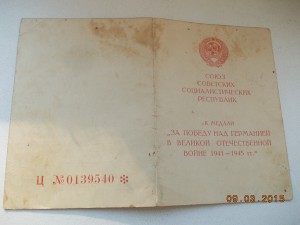 СОЮЗ
СОВЕТСКИХ
СОЦИАЛИСТИЧЕСКИХ
РЕСПУБЛИК
К МЕДАЛИ
"ЗА ПОБЕДУ НАД ГЕРМАНИЕЙ
В ВЕЛИКОЙ ОТЕЧЕСТВЕННОЙ
ВОЙНЕ 1941—1945 гг."
Ц №0139540
09.03.2015